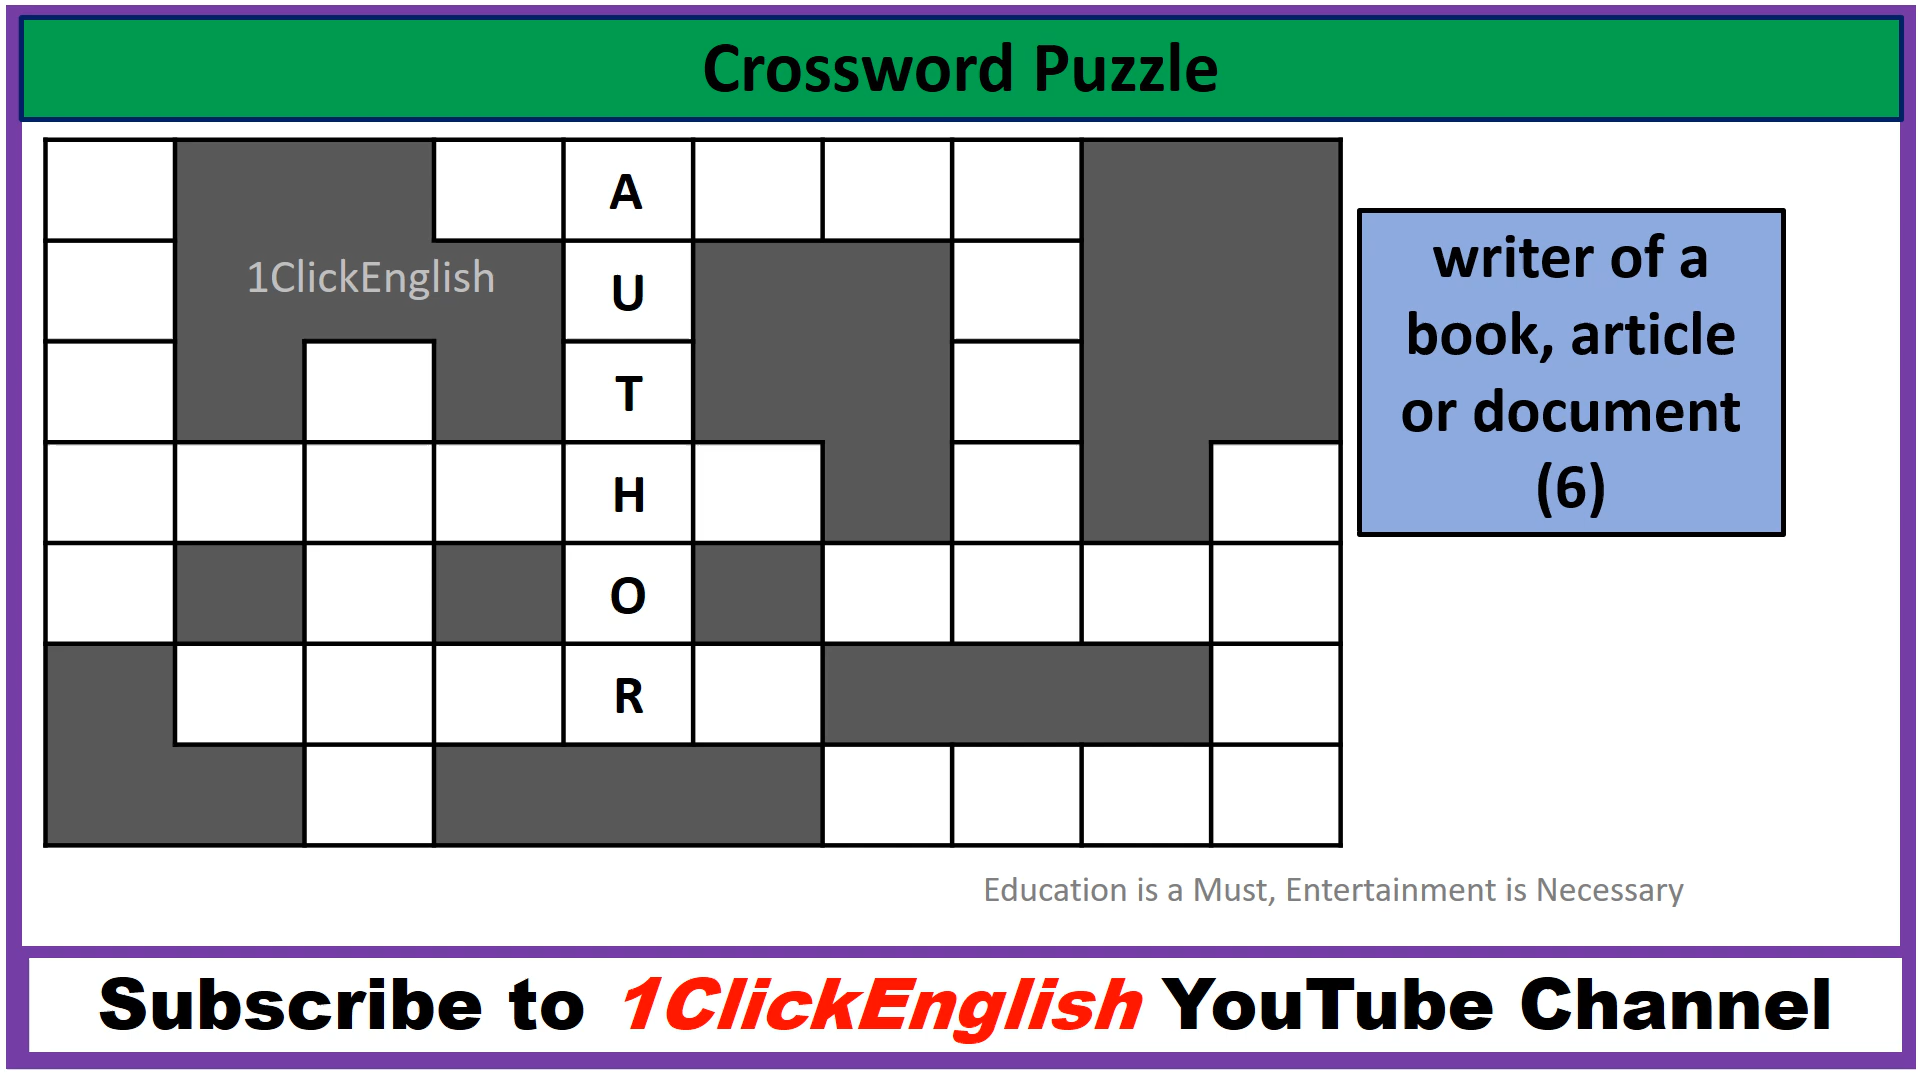 Crossword Puzzle
A
1ClickEnglish
U
T
H
O
R
writer of a
book, article
or document
(6)
Education is a Must, Entertainment is Necessary
Subscribe to 1ClickEnglish YouTube Channel